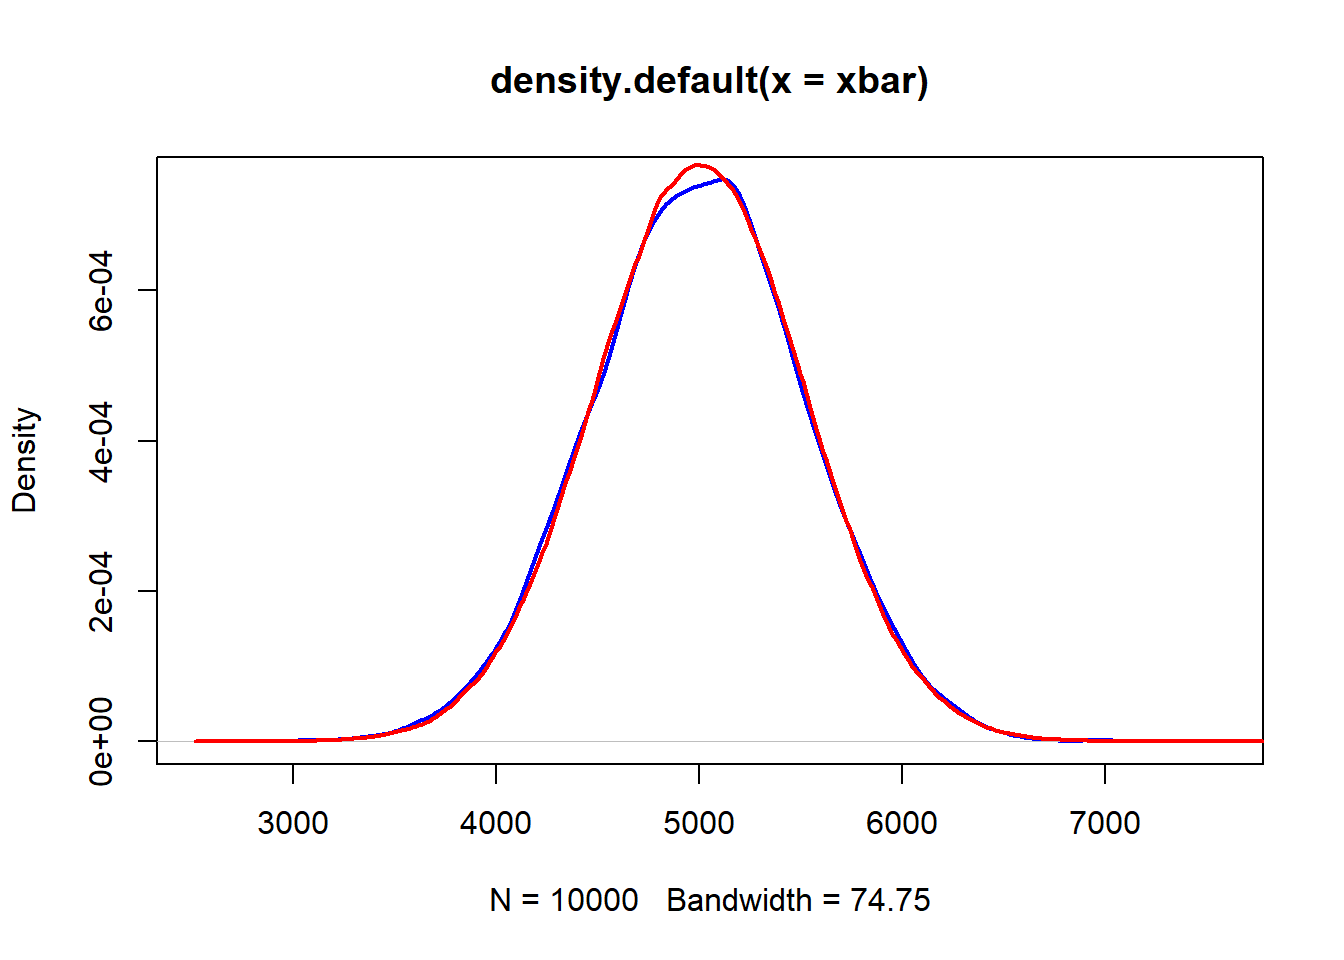 density.default(x = xbar)
Density
6e-04
4e-04
2e-04
0e+00
3000 4000 5000 6000 7000
N = 10000 Bandwidth = 74.75